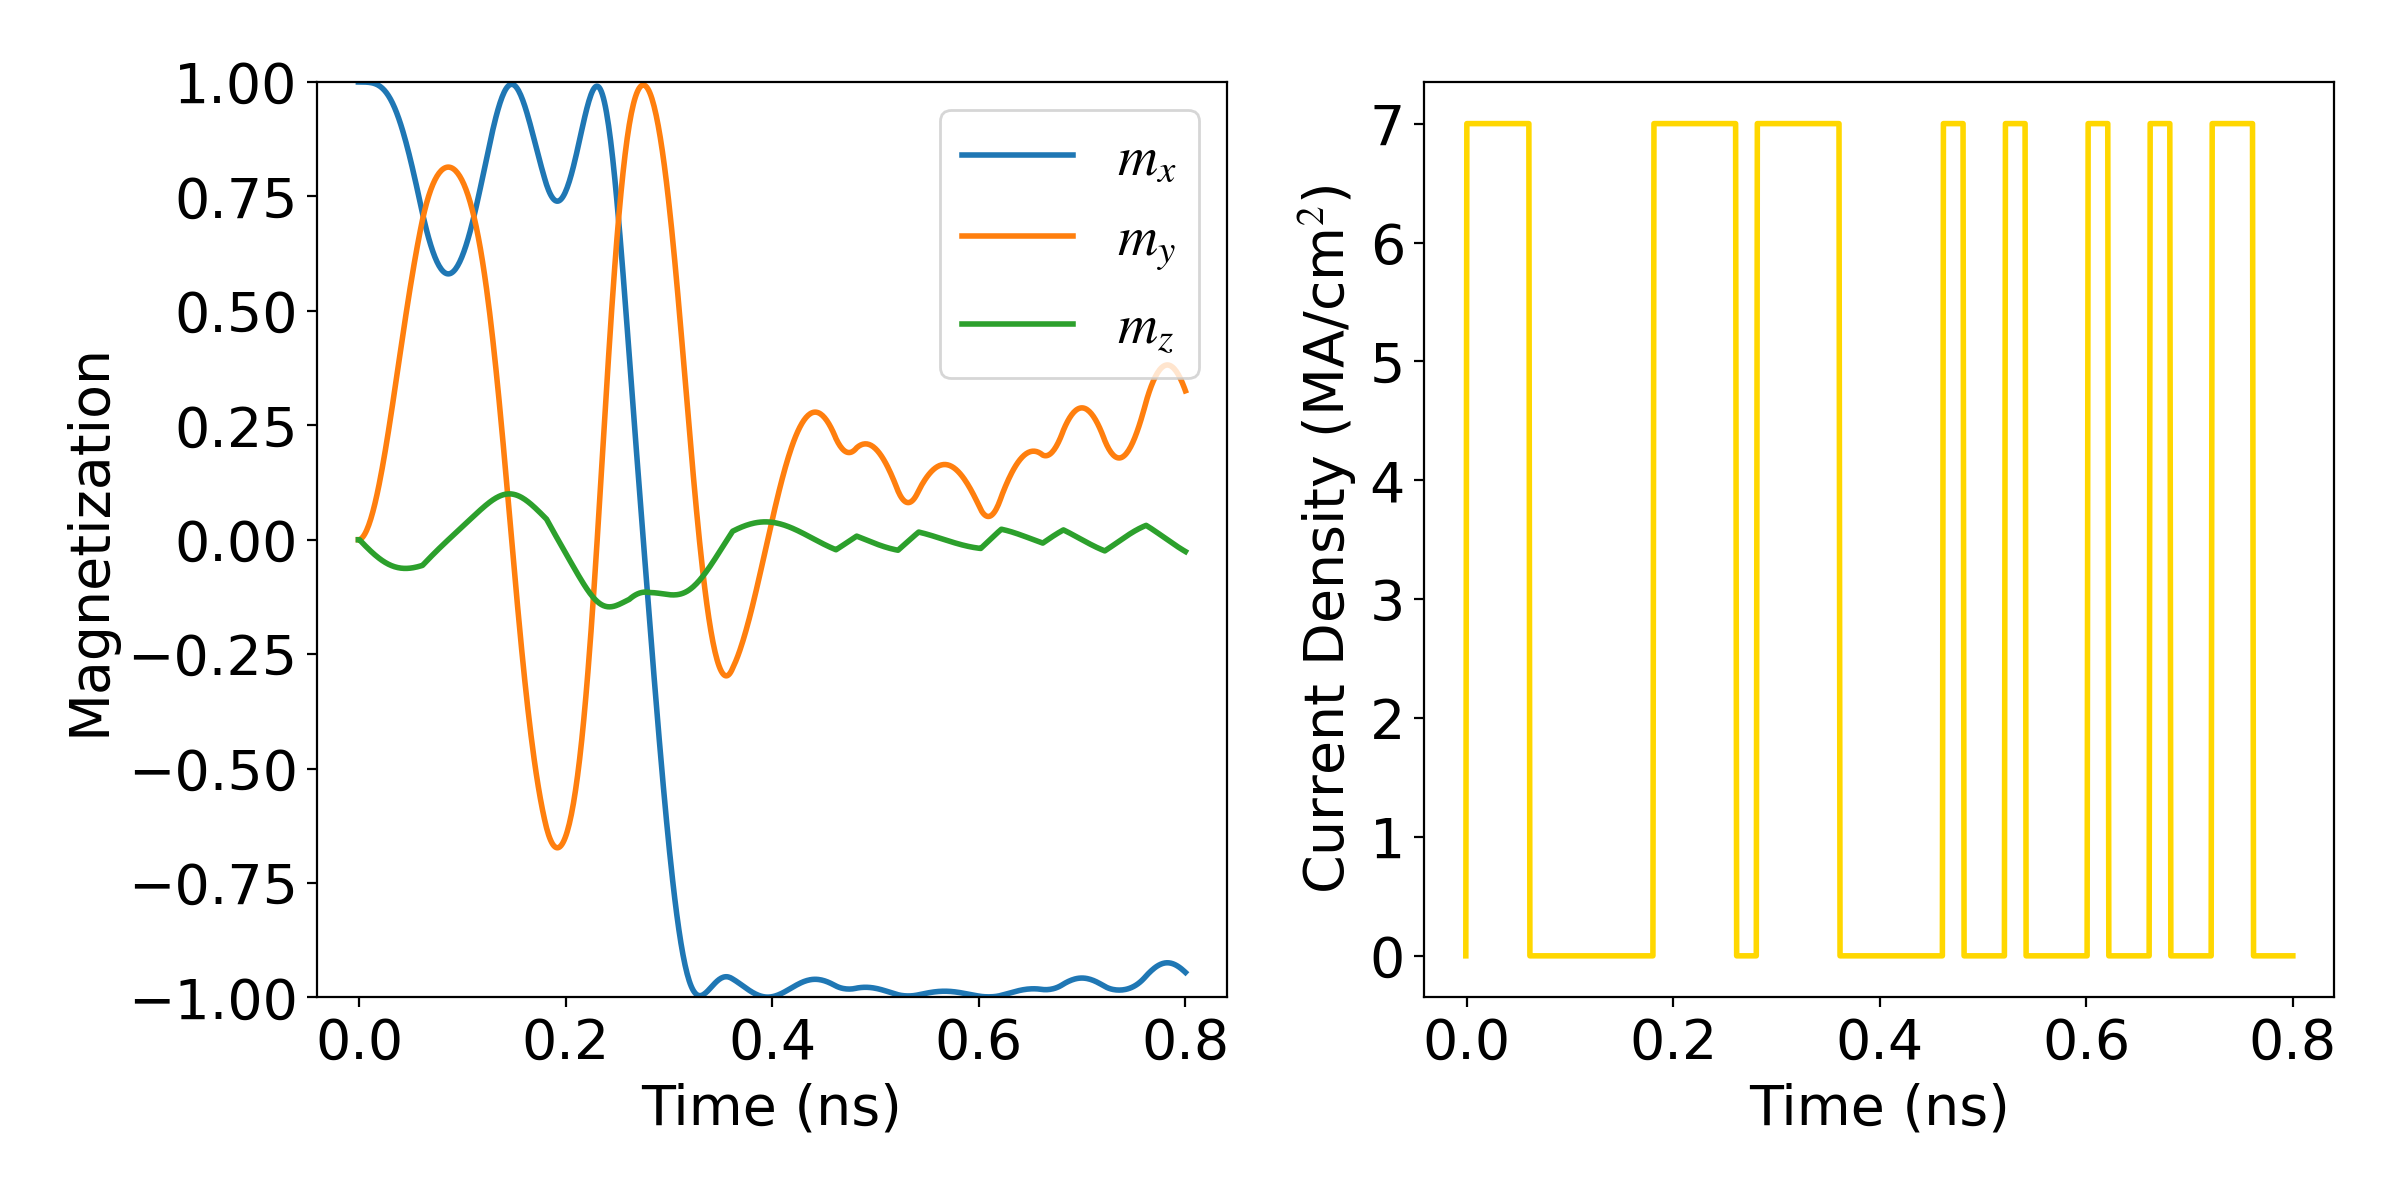 1.00
0.75
0.50
0.25
0.00
−0.25
−0.50
−0.75
−1.00
Magnetization
0.0 0.2 0.4 0.6 0.8
Time (ns)
m_x
m_y
m_z
7
6
5
4
3
2
1
0
Current Density (MA/cm²)
0.0 0.2 0.4 0.6 0.8
Time (ns)